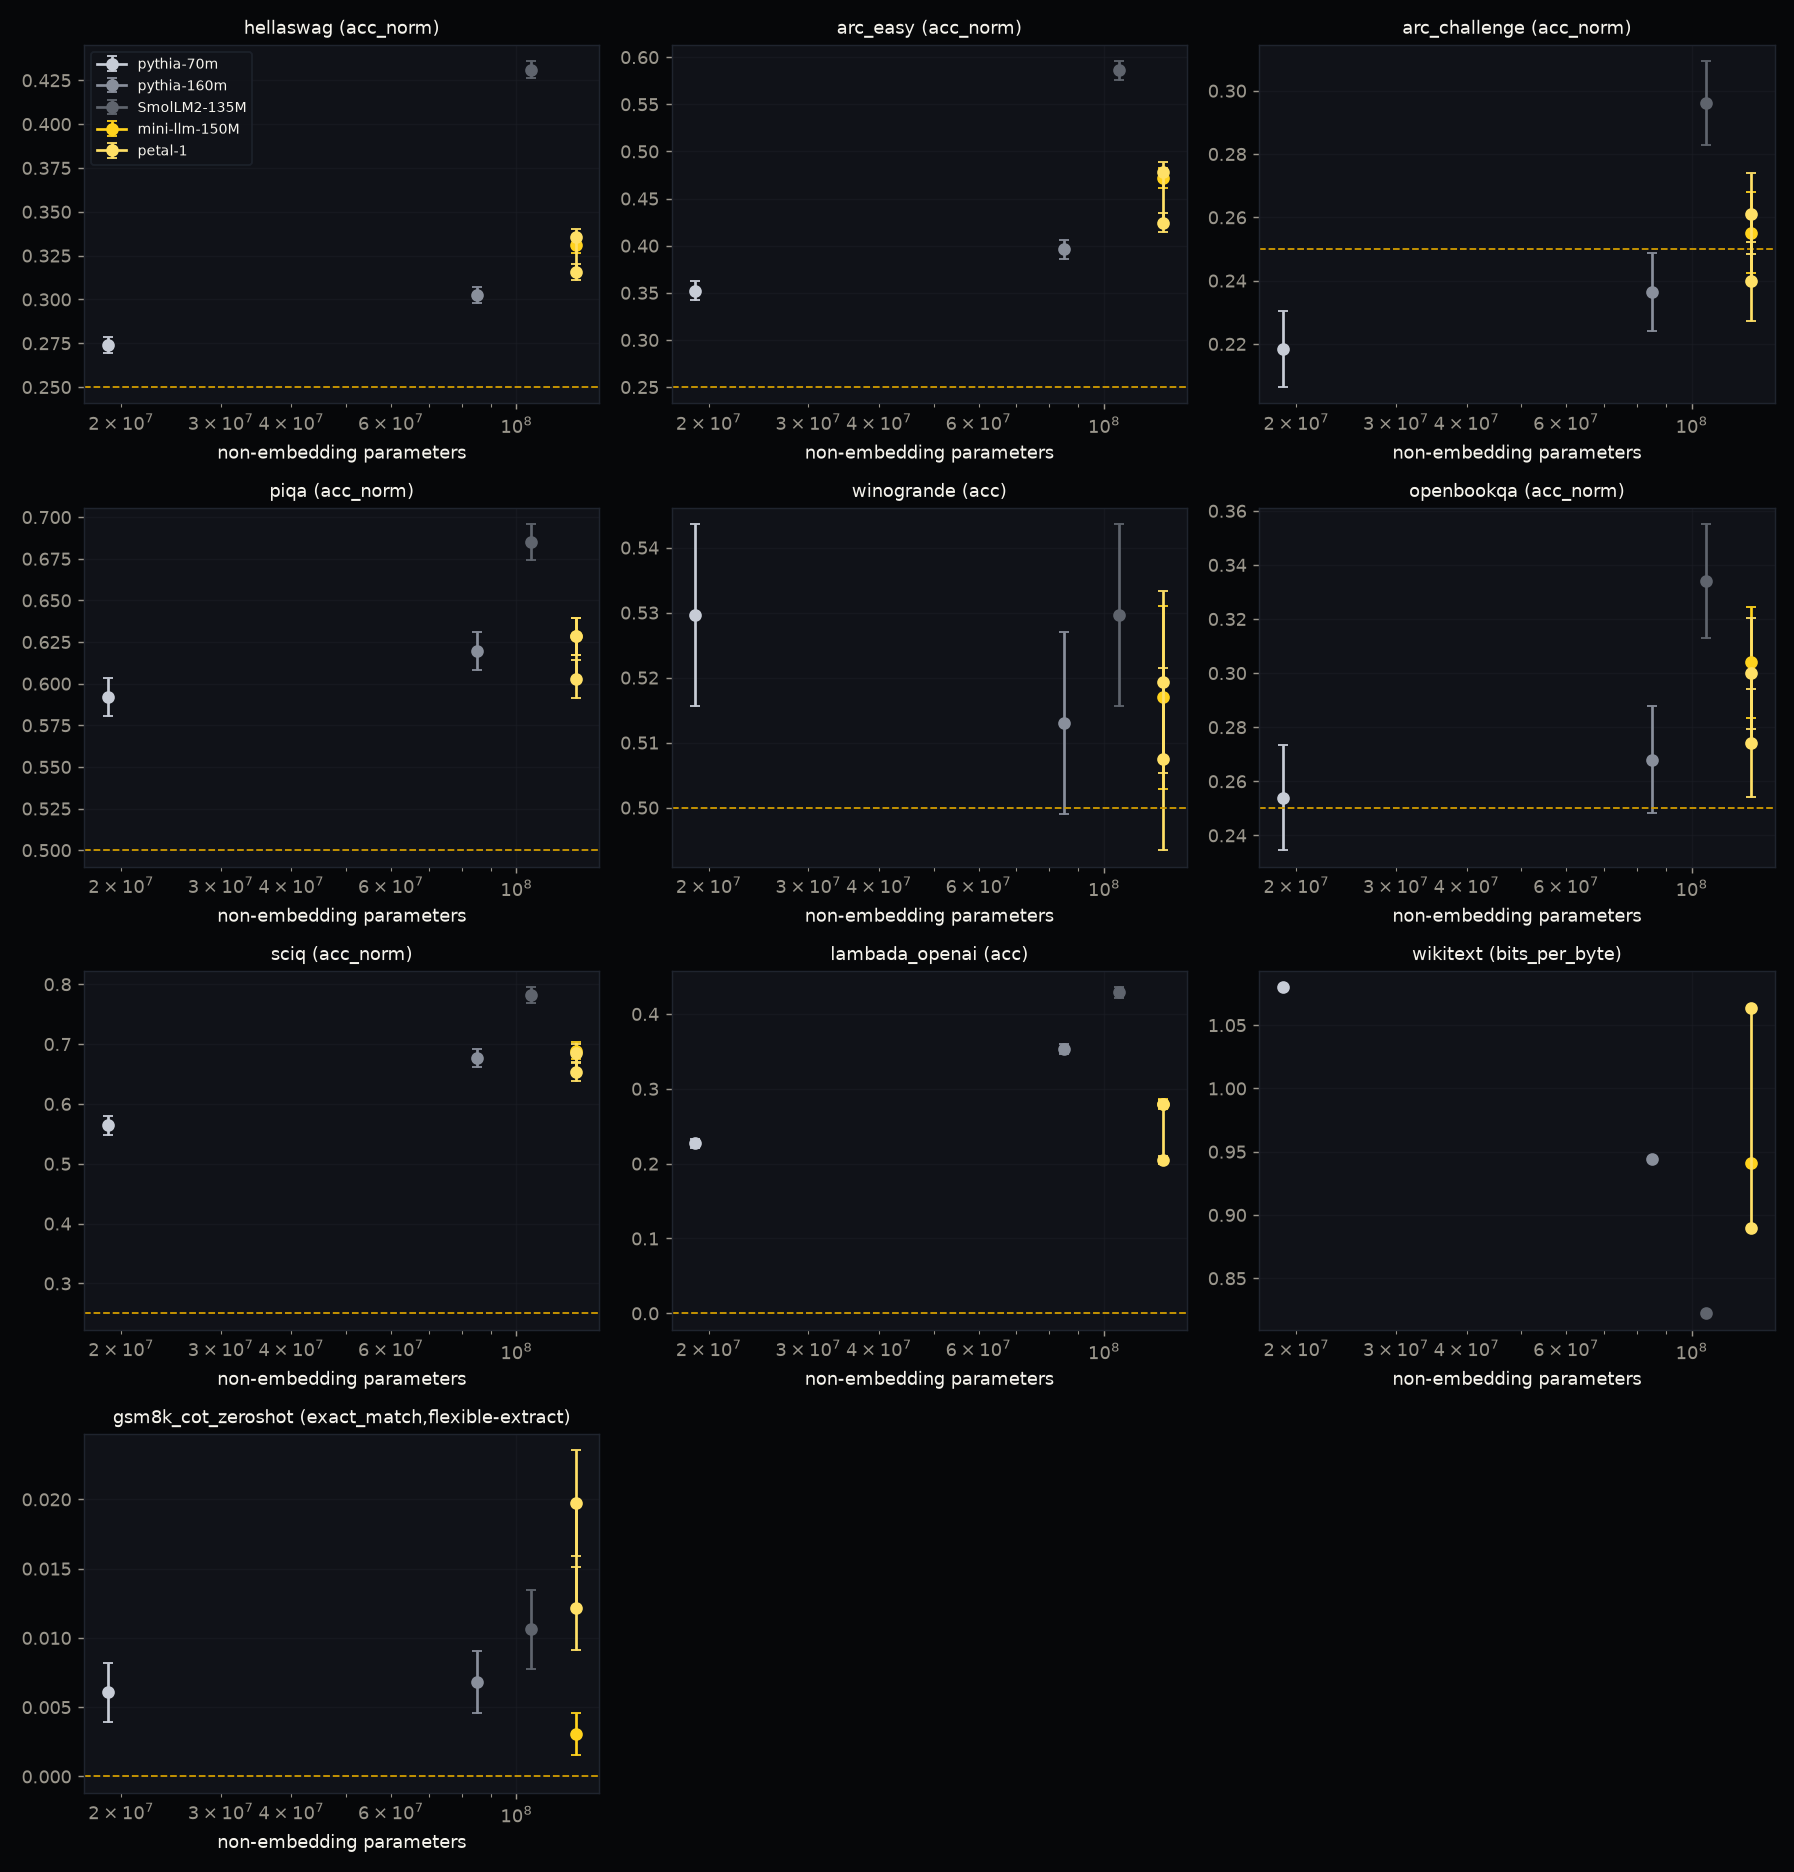 hellaswag (acc_norm)
pythia-70m
pythia-160m
SmolLM2-135M
mini-llm-150M
petal-1
0.425
0.400
0.375
0.350
0.325
0.300
0.275
0.250
2 × 10⁷
3 × 10⁷
4 × 10⁷
6 × 10⁷
10⁸
non-embedding parameters
arc_easy (acc_norm)
0.60
0.55
0.50
0.45
0.40
0.35
0.30
0.25
2 × 10⁷
3 × 10⁷
4 × 10⁷
6 × 10⁷
10⁸
non-embedding parameters
arc_challenge (acc_norm)
0.30
0.28
0.26
0.24
0.22
2 × 10⁷
3 × 10⁷
4 × 10⁷
6 × 10⁷
10⁸
non-embedding parameters
piqa (acc_norm)
0.700
0.675
0.650
0.625
0.600
0.575
0.550
0.525
0.500
2 × 10⁷
3 × 10⁷
4 × 10⁷
6 × 10⁷
10⁸
non-embedding parameters
winogrande (acc)
0.54
0.53
0.52
0.51
0.50
2 × 10⁷
3 × 10⁷
4 × 10⁷
6 × 10⁷
10⁸
non-embedding parameters
openbookqa (acc_norm)
0.36
0.34
0.32
0.30
0.28
0.26
0.24
2 × 10⁷
3 × 10⁷
4 × 10⁷
6 × 10⁷
10⁸
non-embedding parameters
sciq (acc_norm)
0.8
0.7
0.6
0.5
0.4
0.3
2 × 10⁷
3 × 10⁷
4 × 10⁷
6 × 10⁷
10⁸
non-embedding parameters
lambada_openai (acc)
0.4
0.3
0.2
0.1
0.0
2 × 10⁷
3 × 10⁷
4 × 10⁷
6 × 10⁷
10⁸
non-embedding parameters
wikitext (bits_per_byte)
1.05
1.00
0.95
0.90
0.85
2 × 10⁷
3 × 10⁷
4 × 10⁷
6 × 10⁷
10⁸
non-embedding parameters
gsm8k_cot_zeroshot (exact_match,flexible-extract)
0.020
0.015
0.010
0.005
0.000
2 × 10⁷
3 × 10⁷
4 × 10⁷
6 × 10⁷
10⁸
non-embedding parameters